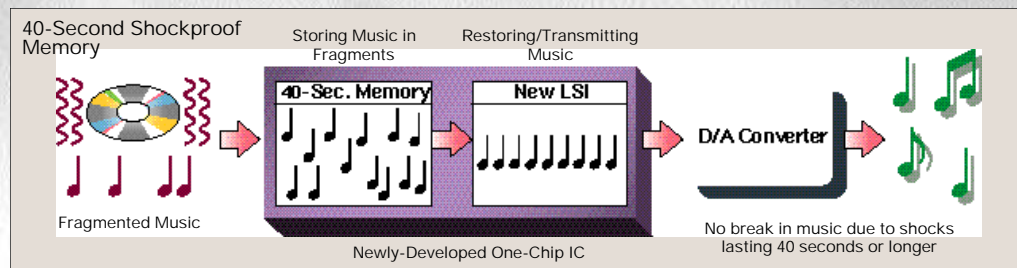 40-Second Shockproof
Memory
Storing Music in
Fragments
Restoring/Transmitting
Music
40-Sec. Memory
New LSI
D/A Converter
Fragmented Music
Newly-Developed One-Chip IC
No break in music due to shocks
lasting 40 seconds or longer